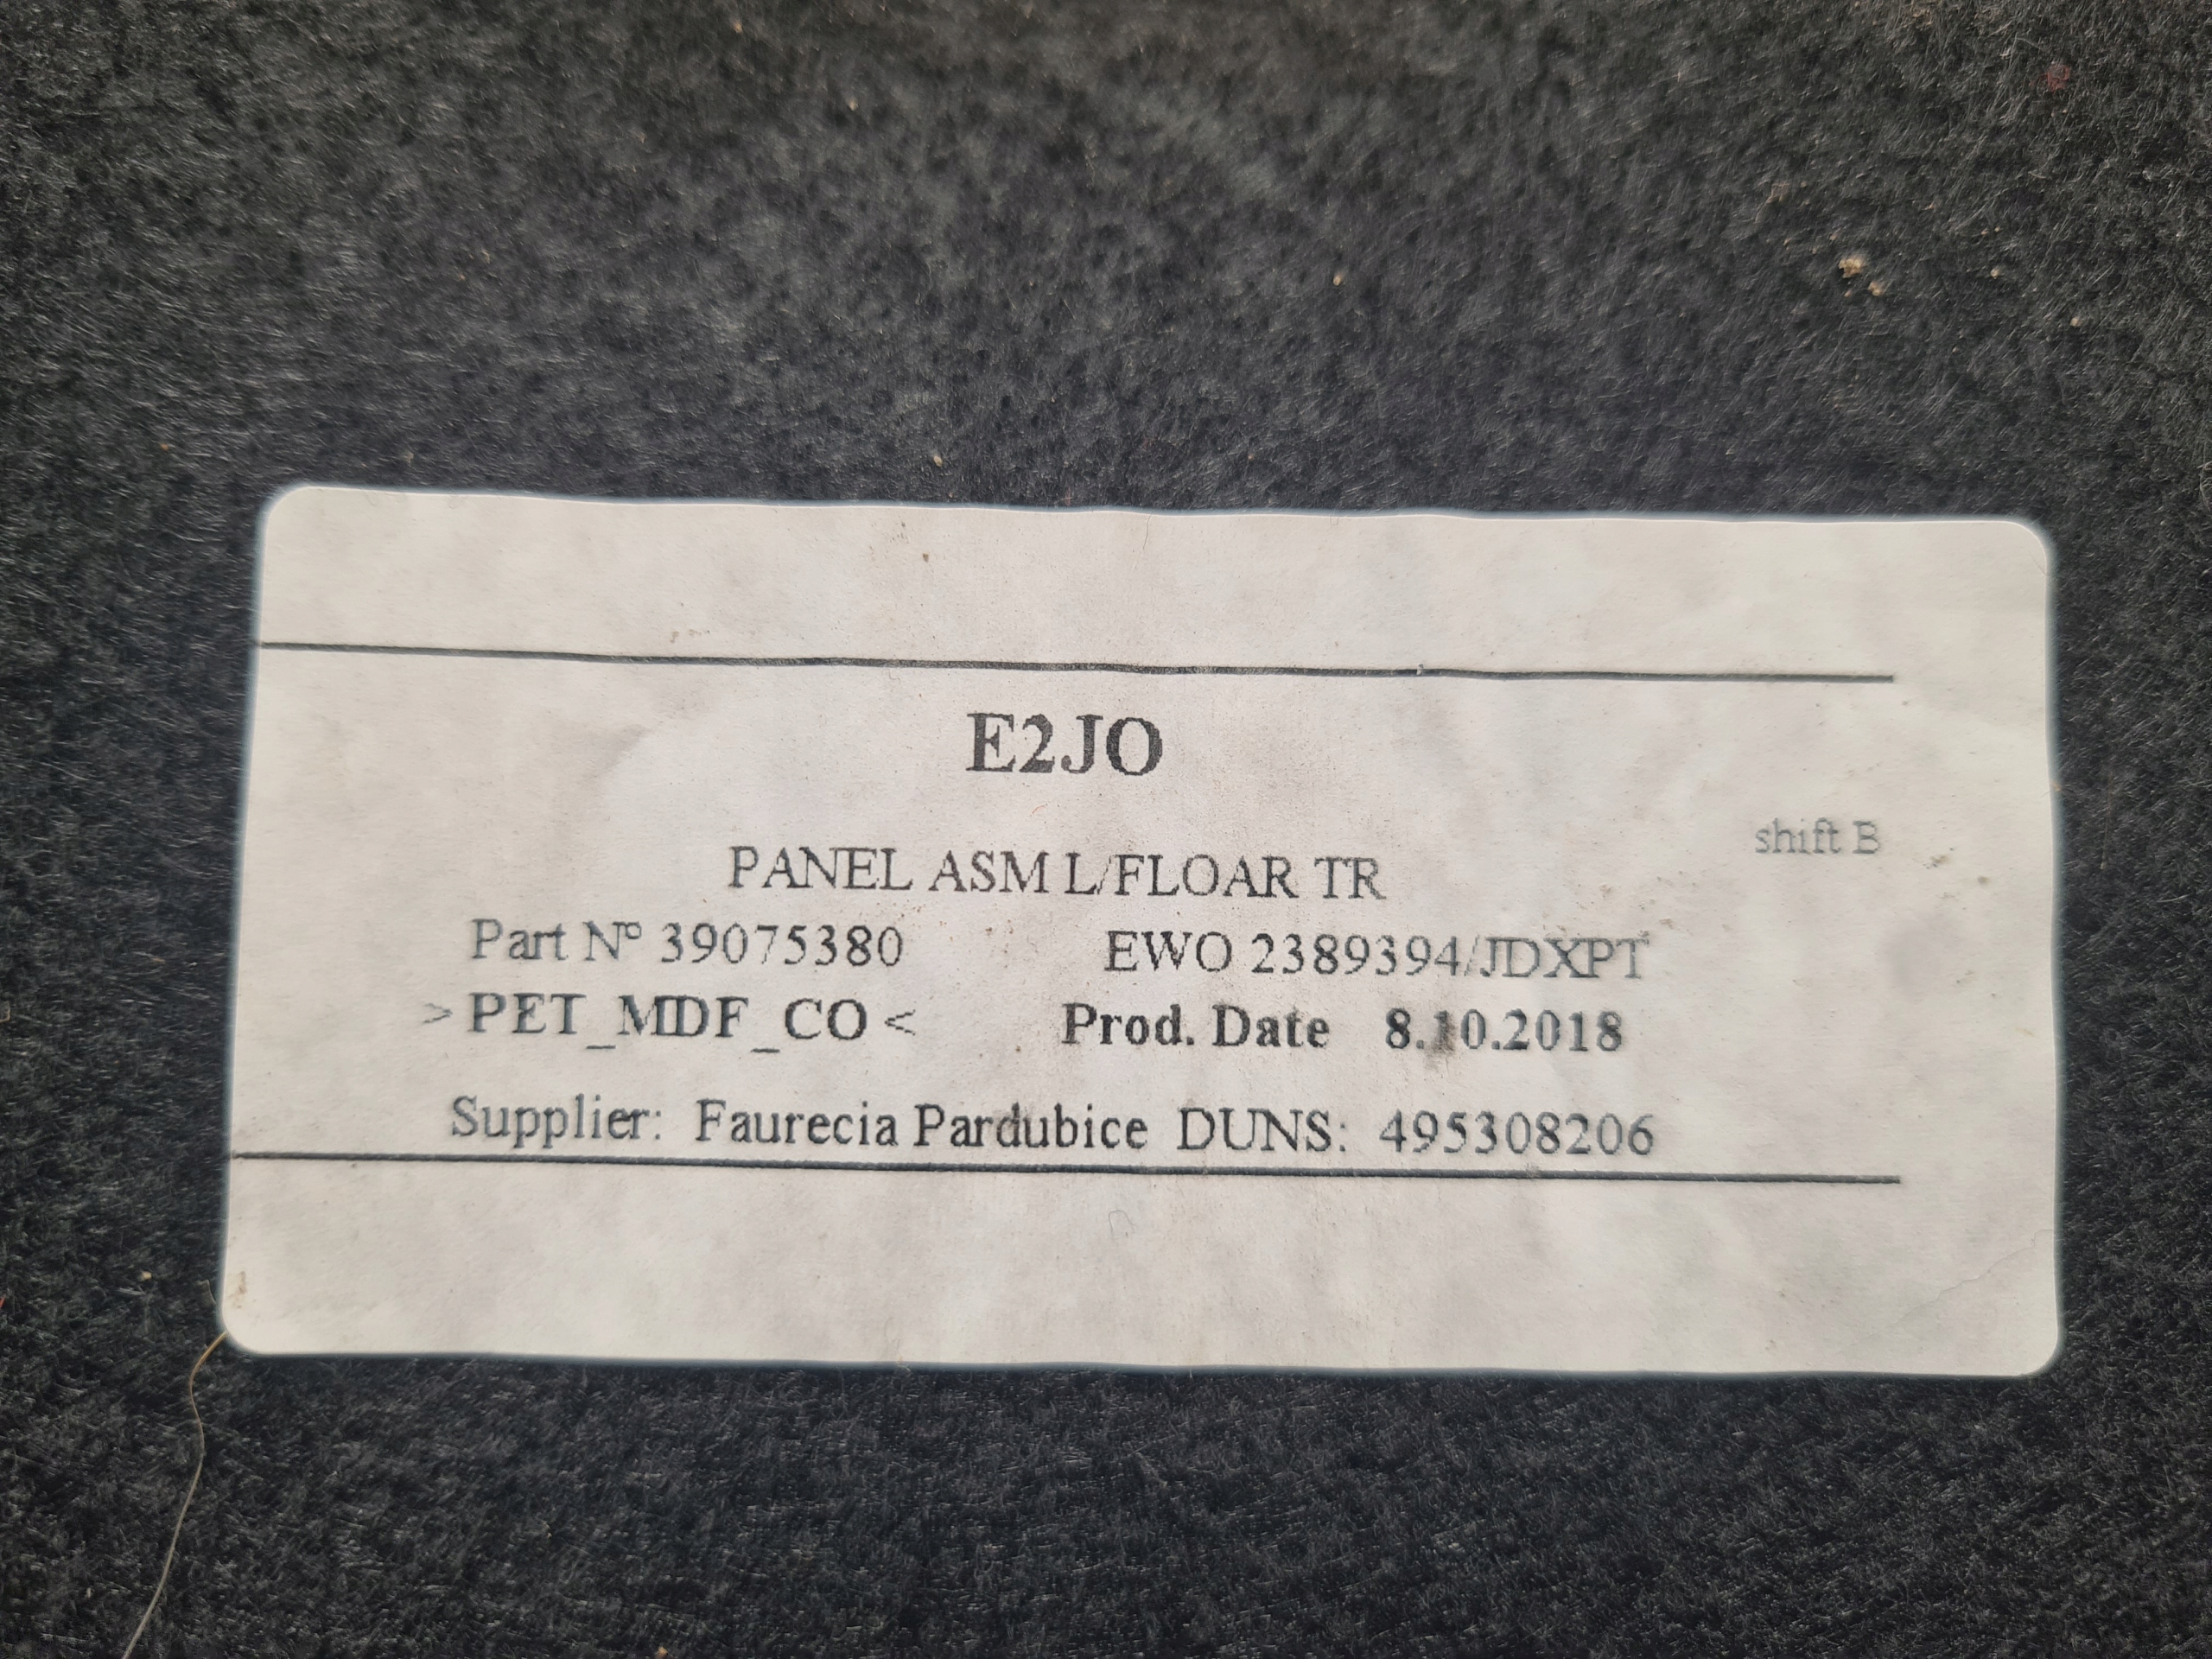 E2JO
shift B
PANEL ASM L/FLOAR TR
Part Nº 39075380 EWO 2389394/JDXPT
>PET_MDF_CO< Prod. Date 8.10.2018
Supplier: Faurecia Pardubice DUNS: 495308206